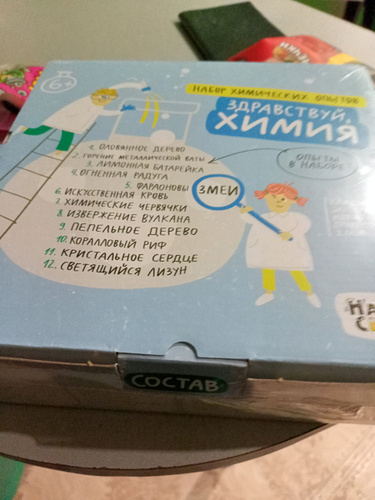 6+
НАБОР ХИМИЧЕСКИХ ОПЫТОВ
ЗДРАВСТВУЙ,
ХИМИЯ
ОПЫТЫ
В НАБОРЕ
1. ОЛОВЯННОЕ ДЕРЕВО
2. ГОРЕНИЕ МЕТАЛЛИЧЕСКОЙ ВАТЫ
3. ЛИМОННАЯ БАТАРЕЙКА
4. ОГНЕННАЯ РАДУГА
5. ФАРАОНОВЫ ЗМЕИ
6. ИСКУССТВЕННАЯ КРОВЬ
7. ХИМИЧЕСКИЕ ЧЕРВЯЧКИ
8. ИЗВЕРЖЕНИЕ ВУЛКАНА
9. ПЕПЕЛЬНОЕ ДЕРЕВО
10. КОРАЛЛОВЫЙ РИФ
11. КРИСТАЛЬНОЕ СЕРДЦЕ
12. СВЕТЯЩИЙСЯ ЛИЗУН
СОСТАВ